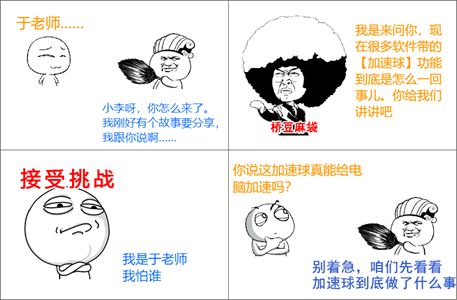 于老师……
小李呀，你怎么来了。
我刚好有个故事要分享，
我跟你说啊……
我是来问你，现
在很多软件带的
【加速球】功能
到底是怎么一回
事儿。你给我们
讲讲吧
桥豆麻袋
接受挑战
我是于老师
我怕谁
你说这加速球真能给电
脑加速吗？
别着急，咱们先看看
加速球到底做了什么事